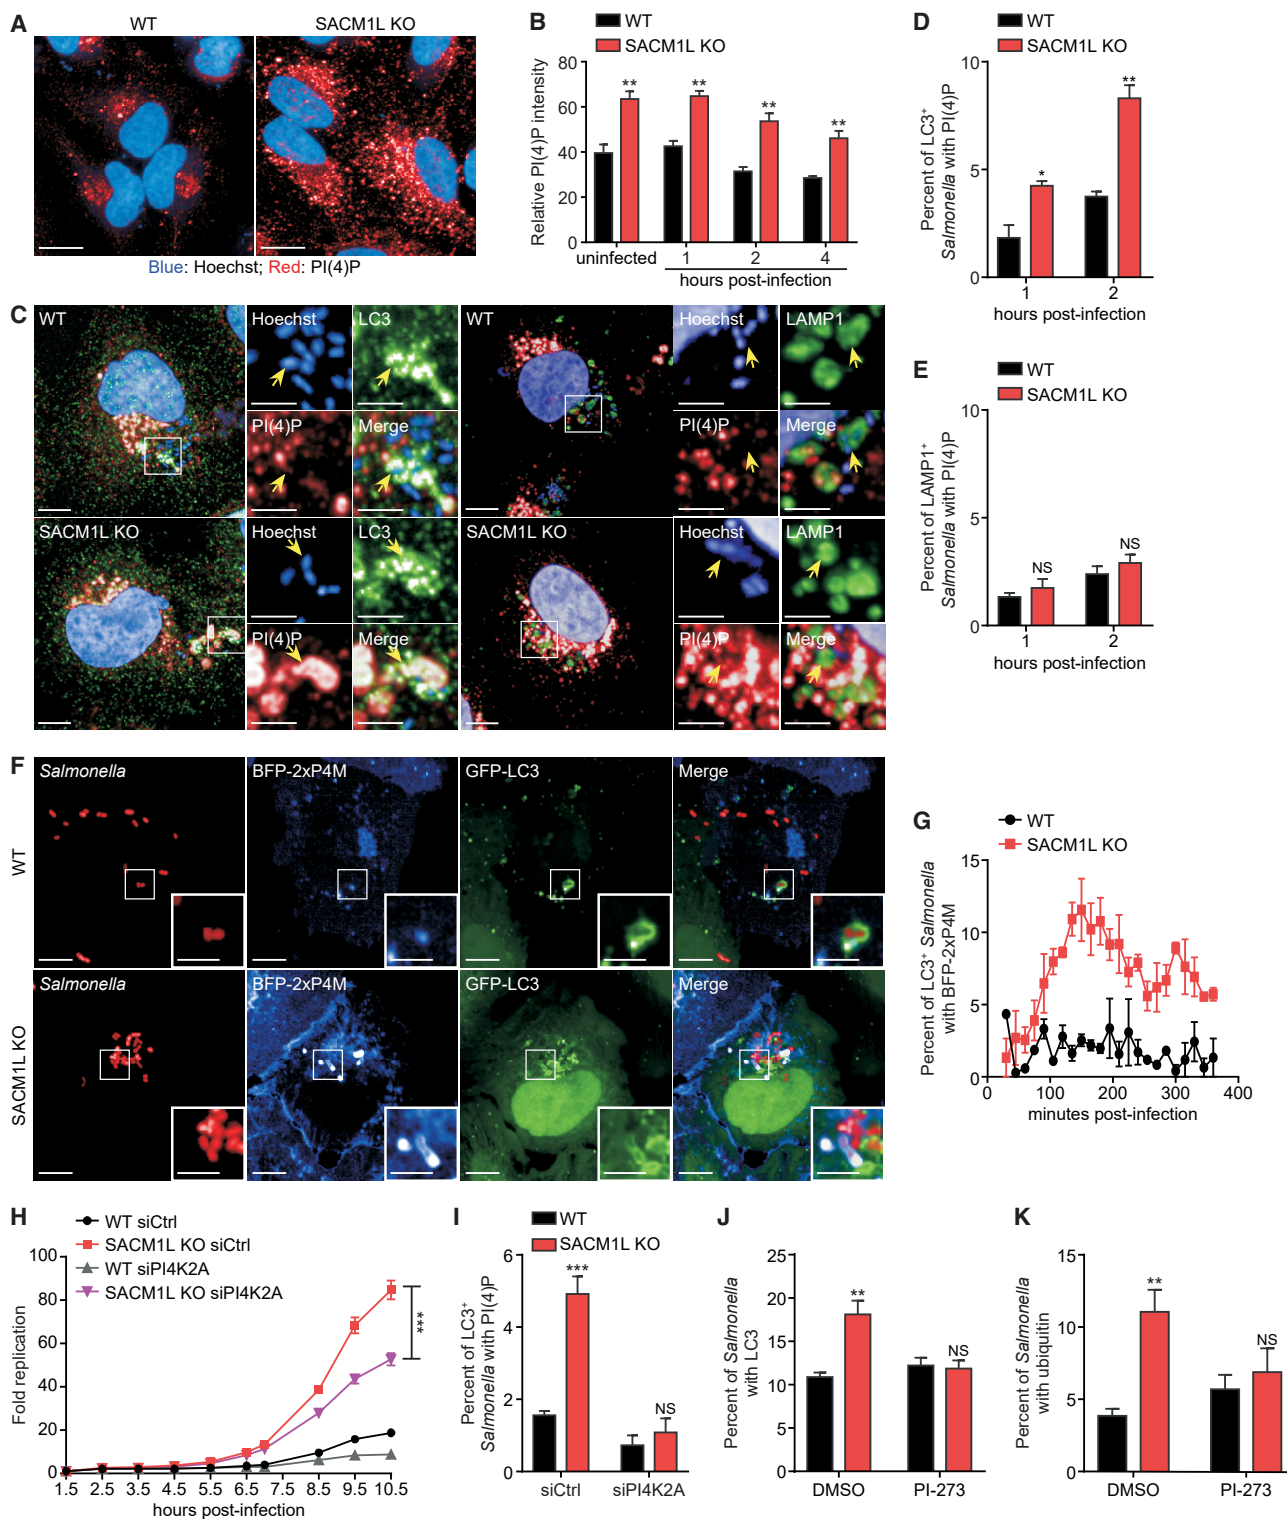 A
WT
SACM1L KO
Blue: Hoechst; Red: PI(4)P
B
WT
SACM1L KO
Relative PI(4)P intensity
80
60
40
20
0
**
**
**
**
uninfected
1
2
4
hours post-infection
D
WT
SACM1L KO
Percent of LC3+
Salmonella with PI(4)P
10
5
0
*
**
1
2
hours post-infection
C
WT
Hoechst
LC3
PI(4)P
Merge
WT
Hoechst
LAMP1
PI(4)P
Merge
SACM1L KO
Hoechst
LC3
PI(4)P
Merge
SACM1L KO
Hoechst
LAMP1
PI(4)P
Merge
E
WT
SACM1L KO
Percent of LAMP1+
Salmonella with PI(4)P
10
5
0
NS
NS
1
2
hours post-infection
F
WT
Salmonella
BFP-2xP4M
GFP-LC3
Merge
SACM1L KO
Salmonella
BFP-2xP4M
GFP-LC3
Merge
G
WT
SACM1L KO
Percent of LC3+ Salmonella
with BFP-2xP4M
15
10
5
0
0
100
200
300
400
minutes post-infection
H
WT siCtrl
SACM1L KO siCtrl
WT siPI4K2A
SACM1L KO siPI4K2A
Fold replication
100
80
60
40
20
0
***
1.5
2.5
3.5
4.5
5.5
6.5
7.5
8.5
9.5
10.5
hours post-infection
I
WT
SACM1L KO
Percent of LC3+
Salmonella with PI(4)P
6
4
2
0
***
NS
siCtrl
siPI4K2A
J
Percent of Salmonella
with LC3
25
20
15
10
5
0
**
NS
DMSO
PI-273
K
Percent of Salmonella
with ubiquitin
15
10
5
0
**
NS
DMSO
PI-273